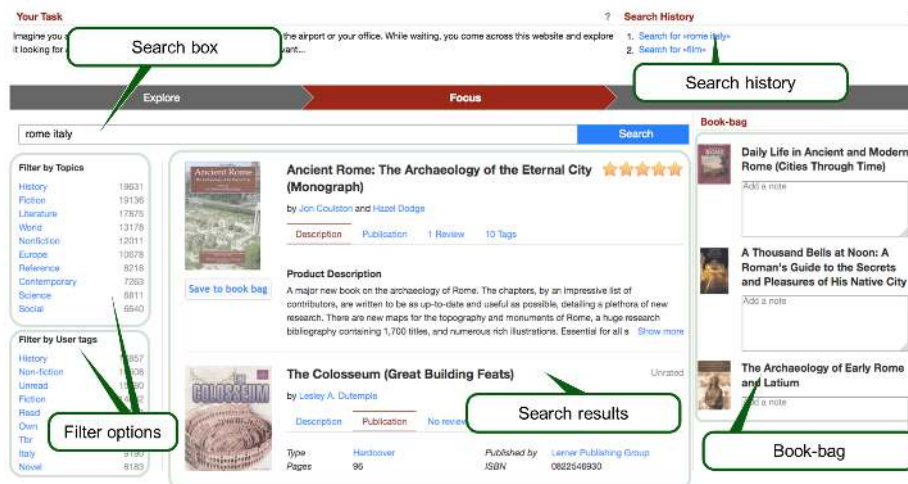 Your Task
?
Search History
Imagine you a
the airport or your office. While waiting, you come across this website and explore
it looking for
vant...
1. Search for »rome italy«
2. Search for »film«
Search box
Search history
Explore
Focus
rome italy
Search
Book-bag
Filter by Topics
History 19631
Fiction 19136
Literature 17875
World 13178
Nonfiction 12011
Europe 10678
Reference 8218
Contemporary 7263
Science 6811
Social 6640
Filter by User tags
History
Non-fiction
Unread
Fiction
Read
Own
Tbr
Italy
Novel 8183
Filter options
Ancient Rome
Save to book bag
Ancient Rome: The Archaeology of the Eternal City
(Monograph)
by Jon Coulston and Hazel Dodge
Description Publication 1 Review 10 Tags
Product Description
A major new book on the archaeology of Rome. The chapters, by an impressive list of
contributors, are written to be as up-to-date and useful as possible, detailing a plethora of new
research. There are new maps for the topography and monuments of Rome, a huge research
bibliography containing 1,700 titles, and numerous rich illustrations. Essential for all s Show more
THE COLOSSEUM
The Colosseum (Great Building Feats)
Unrated
by Lesley A. Dutemple
Description Publication No review
Search results
Type Hardcover Published by Lerner Publishing Group
Pages 96 ISBN 0822546930
Daily Life in Ancient and Modern
Rome (Cities Through Time)
Add a note
A Thousand Bells at Noon: A
Roman's Guide to the Secrets
and Pleasures of His Native City
Add a note
The Archaeology of Early Rome
and Latium
Add a note
Book-bag